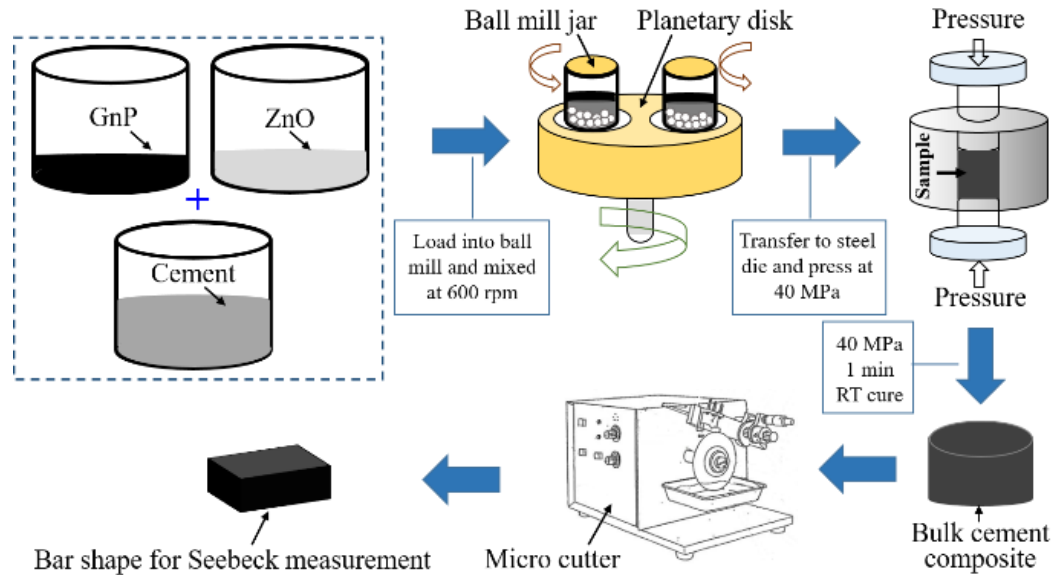 GnP
ZnO
+
Cement
Load into ball
mill and mixed
at 600 rpm
Ball mill jar
Planetary disk
Transfer to steel
die and press at
40 MPa
Pressure
Sample
Pressure
40 MPa
1 min
RT cure
Bulk cement
composite
Micro cutter
Bar shape for Seebeck measurement